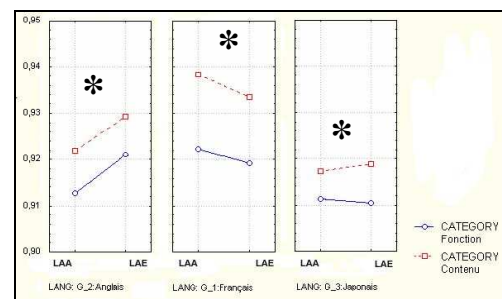 0,95
0,94
0,93
0,92
0,91
0,90
* * *
LAA LAE LAA LAE LAA LAE
LANG: G_2:Anglais LANG: G_1:Français LANG: G_3:Japonais
CATEGORY
Fonction
CATEGORY
Contenu